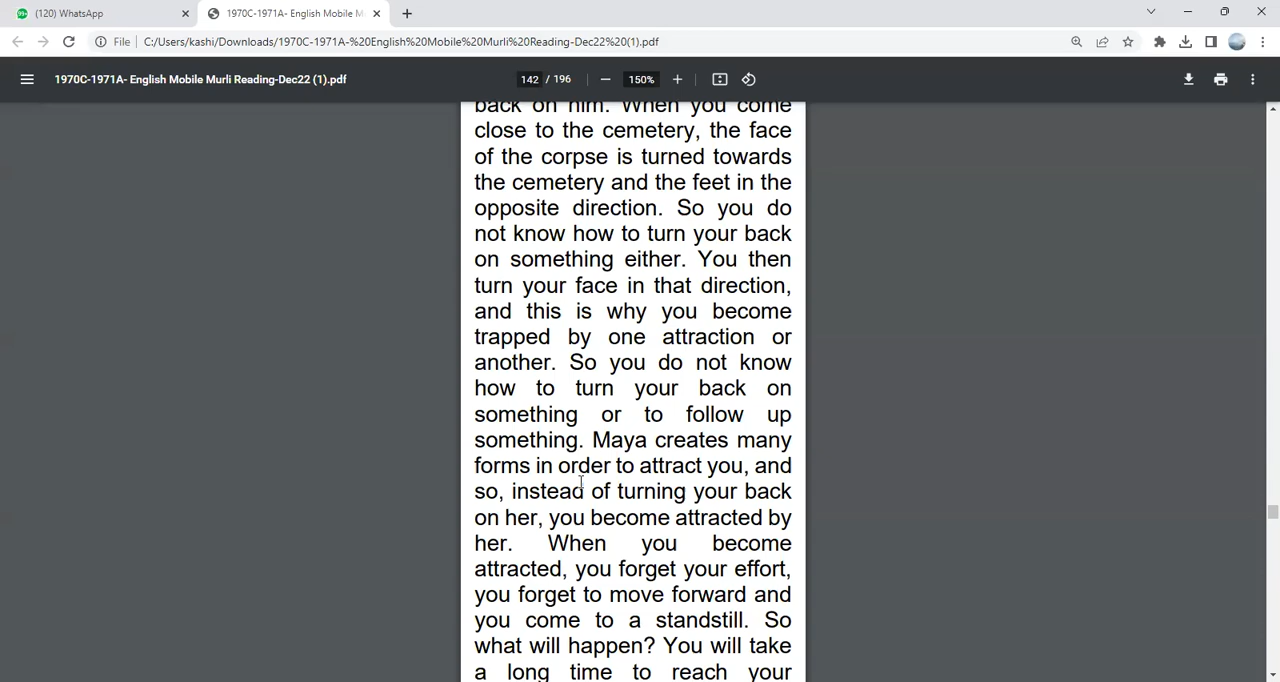 (120) WhatsApp
1970C-1971A- English Mobile M
File
C:/Users/kashi/Downloads/1970C-1971A-%20English%20Mobile%20Murli%20Reading-Dec22%20(1).pdf
1970C-1971A- English Mobile Murli Reading-Dec22 (1).pdf
142 / 196
150%
back on him. When you come
close to the cemetery, the face
of the corpse is turned towards
the cemetery and the feet in the
opposite direction. So you do
not know how to turn your back
on something either. You then
turn your face in that direction,
and this is why you become
trapped by one attraction or
another. So you do not know
how to turn your back on
something or to follow up
something. Maya creates many
forms in order to attract you, and
so, instead of turning your back
on her, you become attracted by
her. When you become
attracted, you forget your effort,
you forget to move forward and
you come to a standstill. So
what will happen? You will take
a long time to reach your